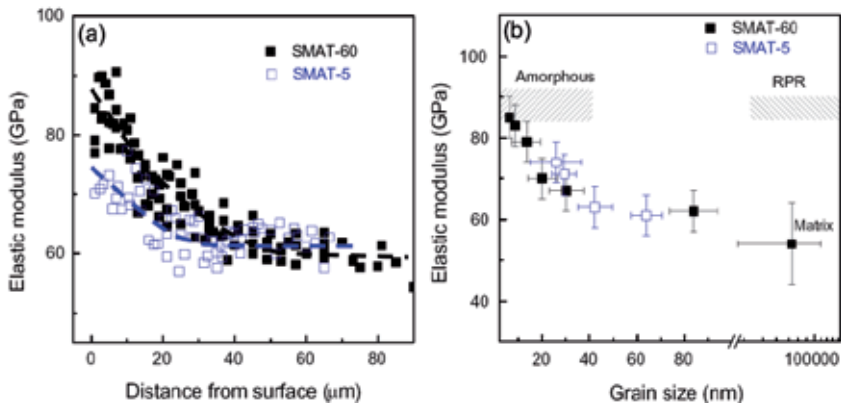 (a)
SMAT-60
SMAT-5
100
80
60
Elastic modulus (GPa)
0 20 40 60 80
Distance from surface (μm)
(b)
SMAT-60
SMAT-5
Amorphous
RPR
Matrix
100
80
60
40
Elastic modulus (GPa)
20 40 60 80 100000
Grain size (nm)